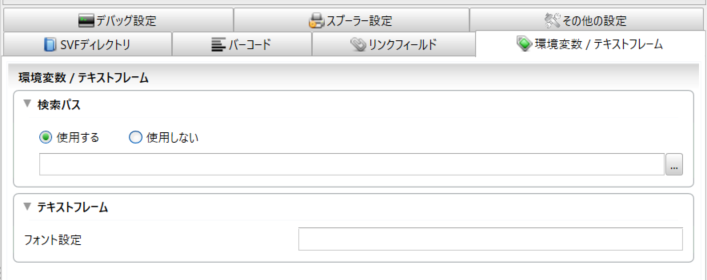 デバッグ設定
スプーラー設定
その他の設定
SVFディレクトリ
バーコード
リンクフィールド
環境変数 / テキストフレーム
環境変数 / テキストフレーム
検索パス
使用する
使用しない
...
テキストフレーム
フォント設定